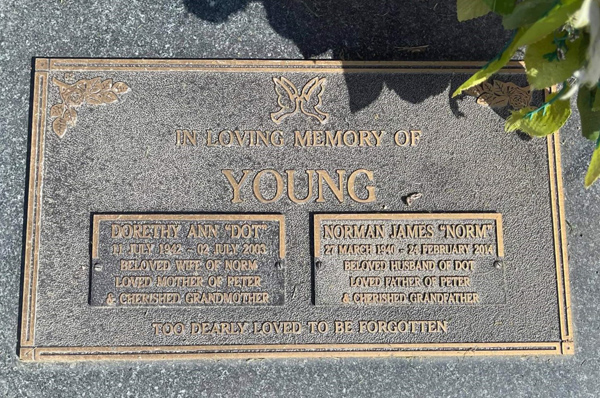 IN LOVING MEMORY OF
YOUNG
DORETHY ANN "DOT"
11 JULY 1942 - 02 JULY 2003
BELOVED WIFE OF NORM
LOVED MOTHER OF PETER
& CHERISHED GRANDMOTHER
NORMAN JAMES "NORM"
27 MARCH 1940 - 24 FEBRUARY 2014
BELOVED HUSBAND OF DOT
LOVED FATHER OF PETER
& CHERISHED GRANDFATHER
TOO DEARLY LOVED TO BE FORGOTTEN